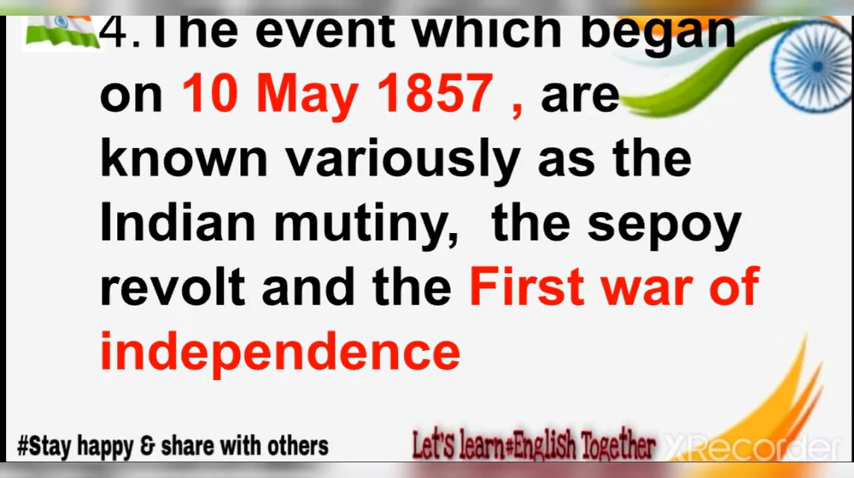 4.The event which began
on 10 May 1857 , are
known variously as the
Indian mutiny, the sepoy
revolt and the First war of
independence
#Stay happy & share with others
Let's learn#English Together
XRecorder